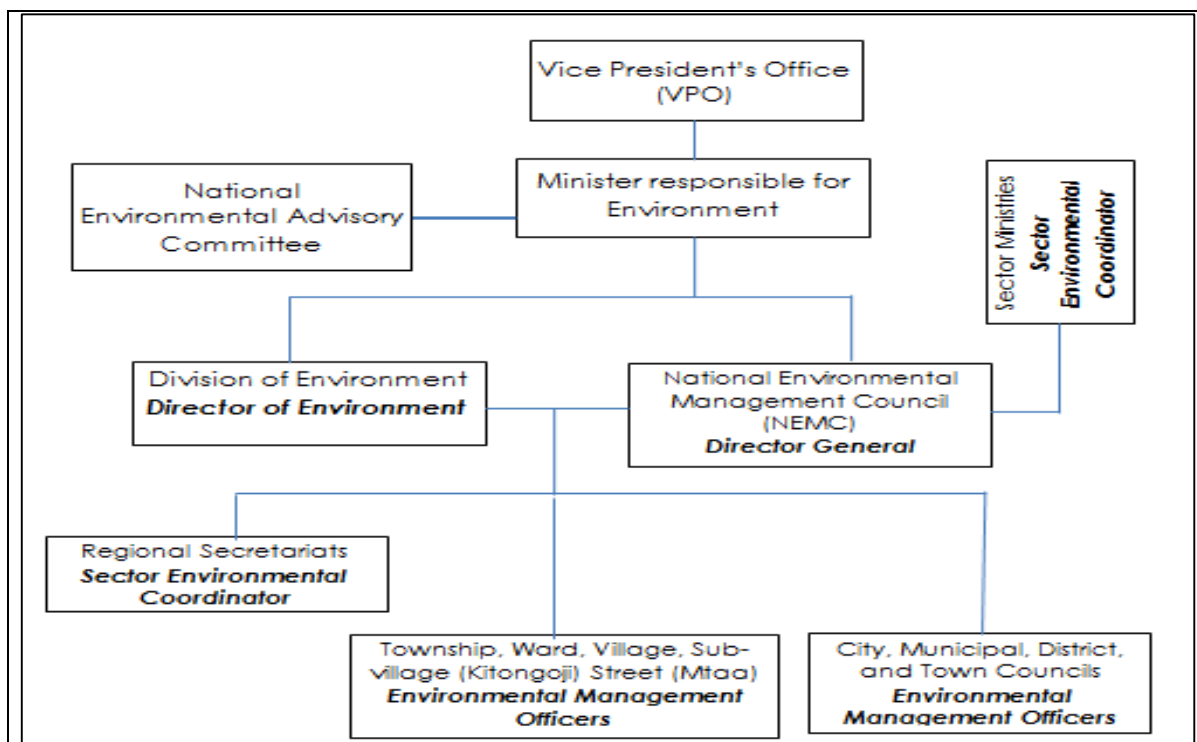 Vice President's Office
(VPO)
National
Environmental Advisory
Committee
Minister responsible for
Environment
Sector Ministries
Sector
Environmental
Coordinator
Division of Environment
Director of Environment
National Environmental
Management Council
(NEMC)
Director General
Regional Secretariats
Sector Environmental
Coordinator
Township, Ward, Village, Sub-
village (Kitongoji) Street (Mtaa)
Environmental Management
Officers
City, Municipal, District,
and Town Councils
Environmental
Management Officers